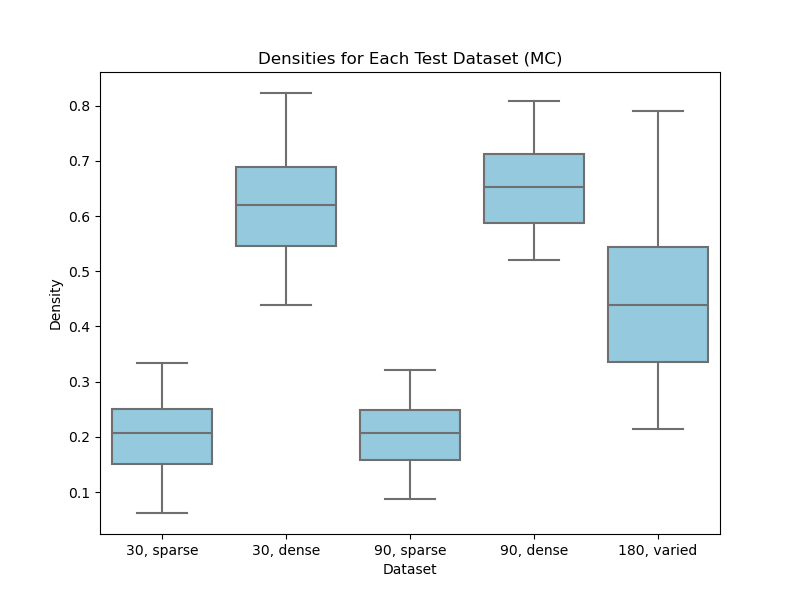 Densities for Each Test Dataset (MC)
Density
0.8
0.7
0.6
0.5
0.4
0.3
0.2
0.1
30, sparse
30, dense
90, sparse
90, dense
180, varied
Dataset